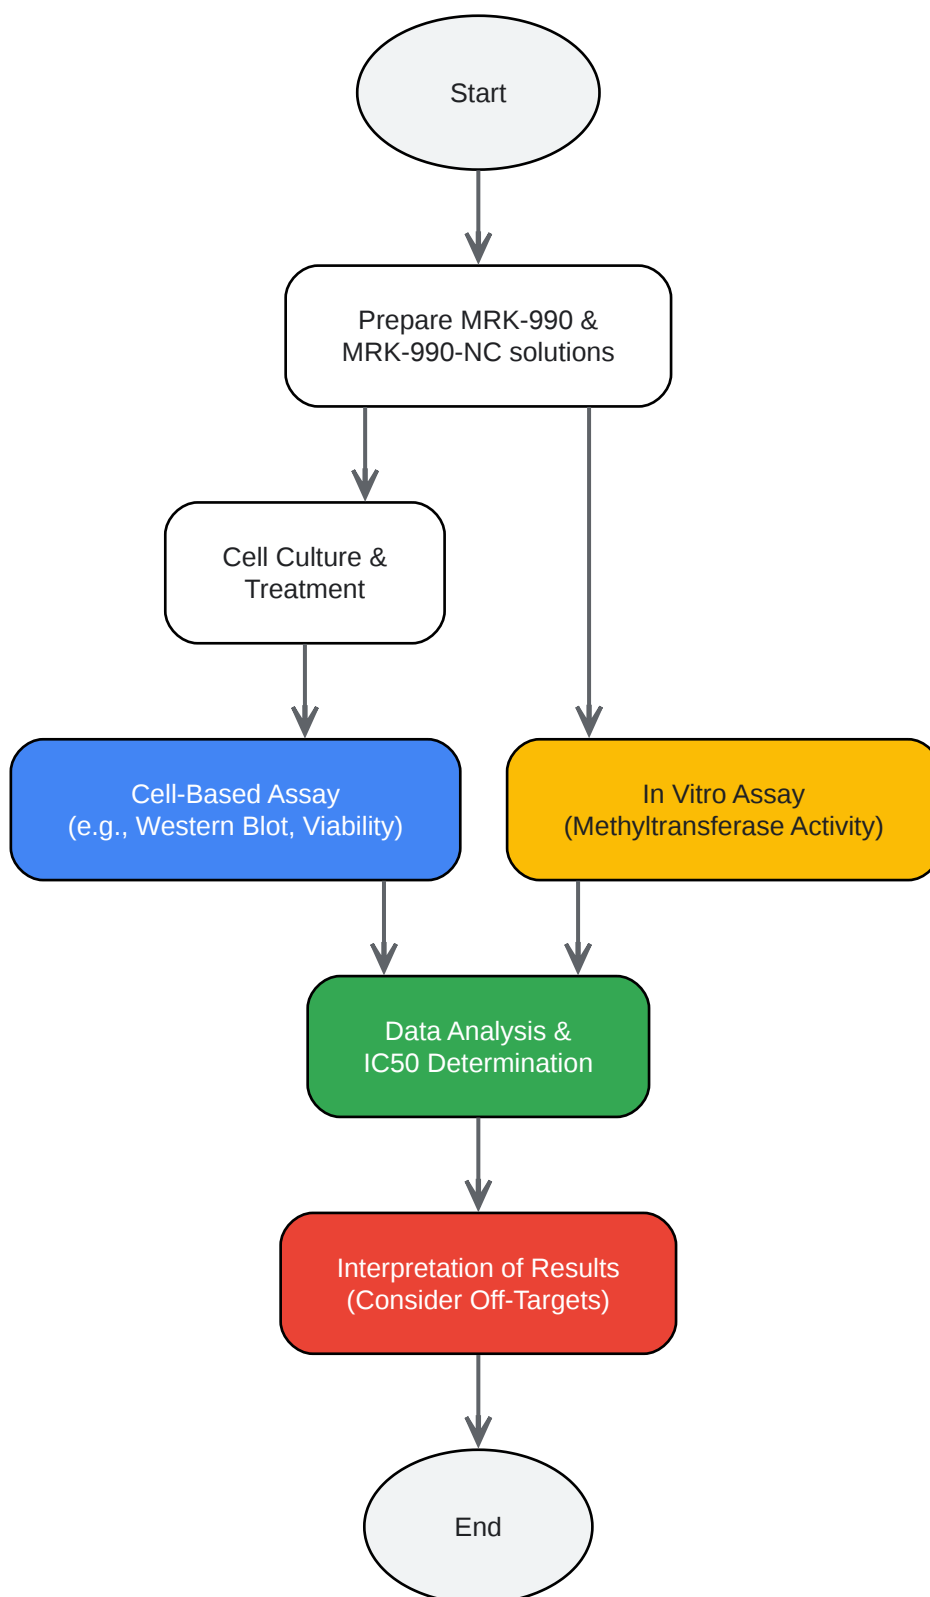 Start
Prepare MRK-990 &
MRK-990-NC solutions
Cell Culture &
Treatment
Cell-Based Assay
(e.g., Western Blot, Viability)
In Vitro Assay
(Methyltransferase Activity)
Data Analysis &
IC50 Determination
Interpretation of Results
(Consider Off-Targets)
End